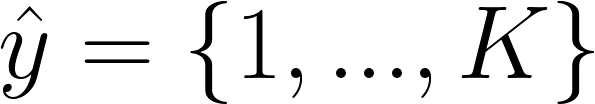 ŷ = {1, ..., K}